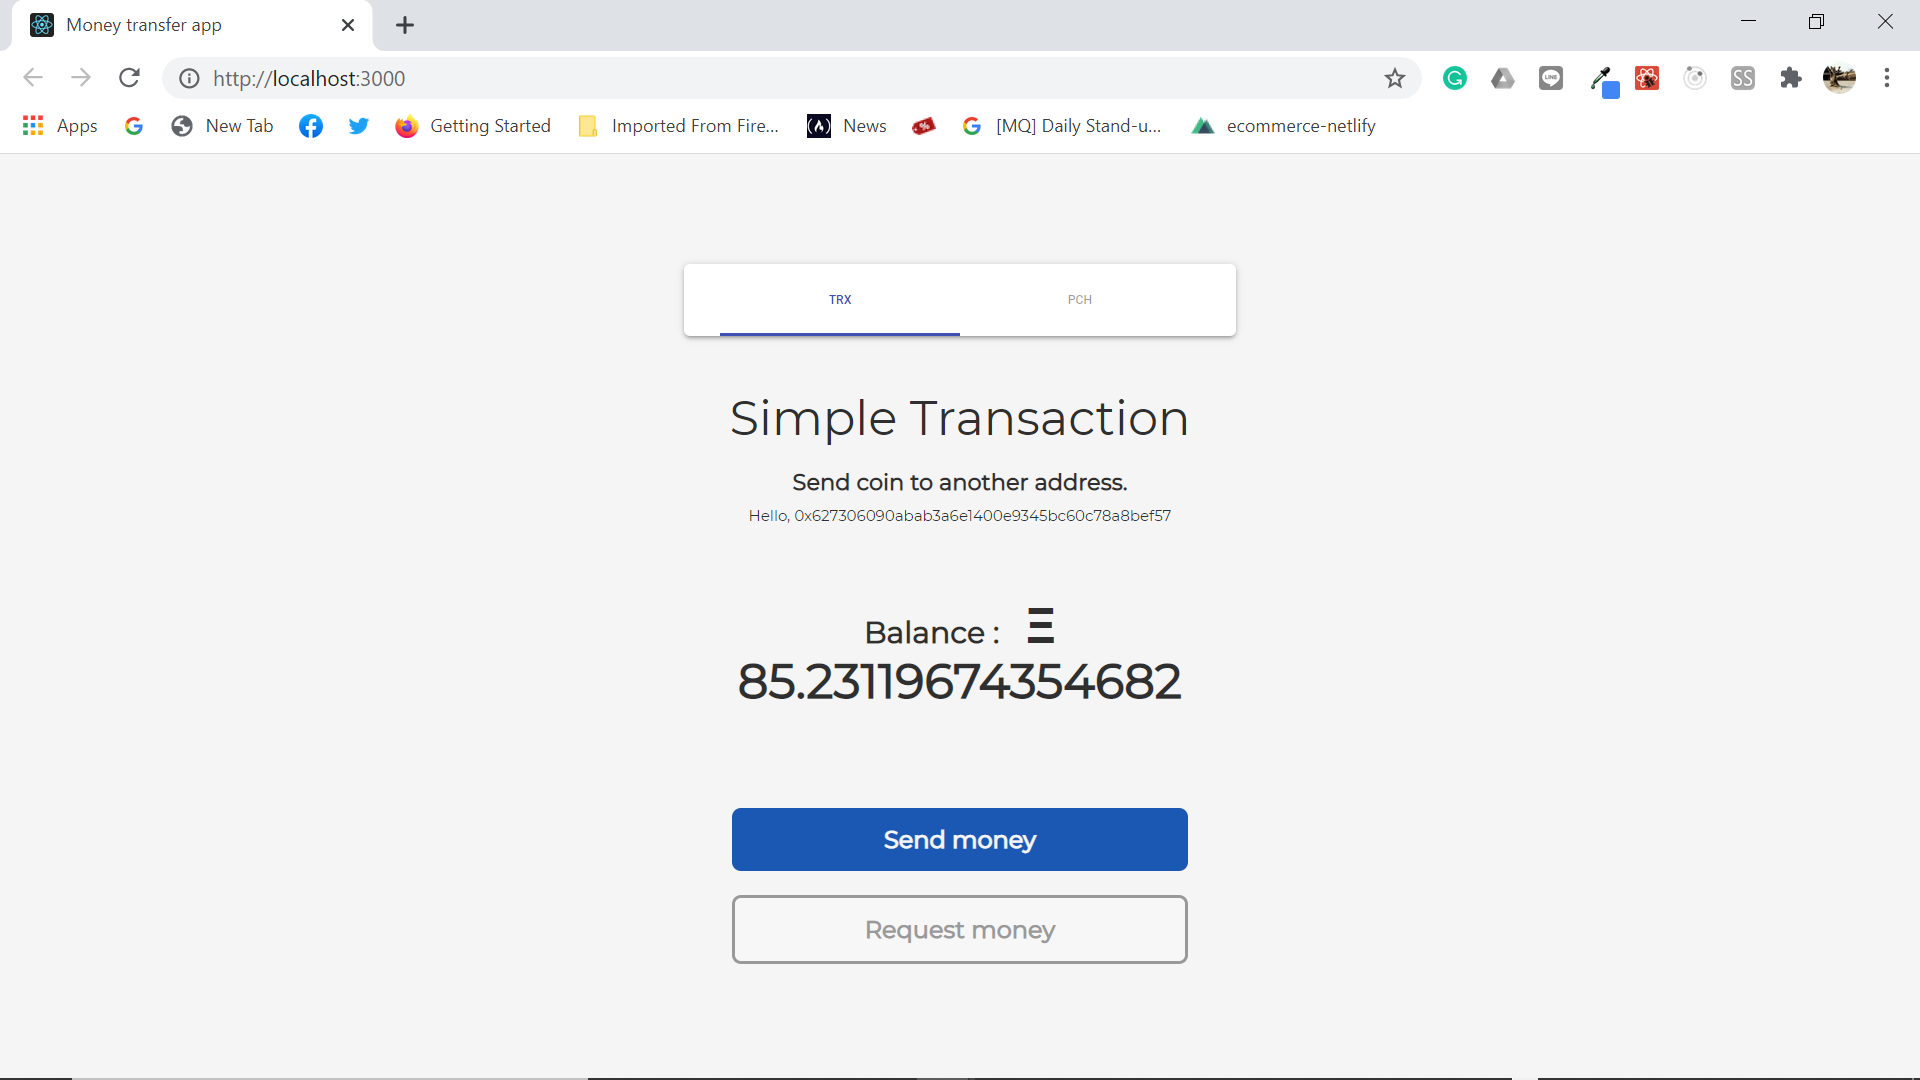 Money transfer app
http://localhost:3000
Apps New Tab Getting Started Imported From Fire... News [MQ] Daily Stand-u... ecommerce-netlify
TRX PCH
Simple Transaction
Send coin to another address.
Hello, 0x627306090abab3a6e1400e9345bc60c78a8bef57
Balance : Ξ
85.23119674354682
Send money
Request money